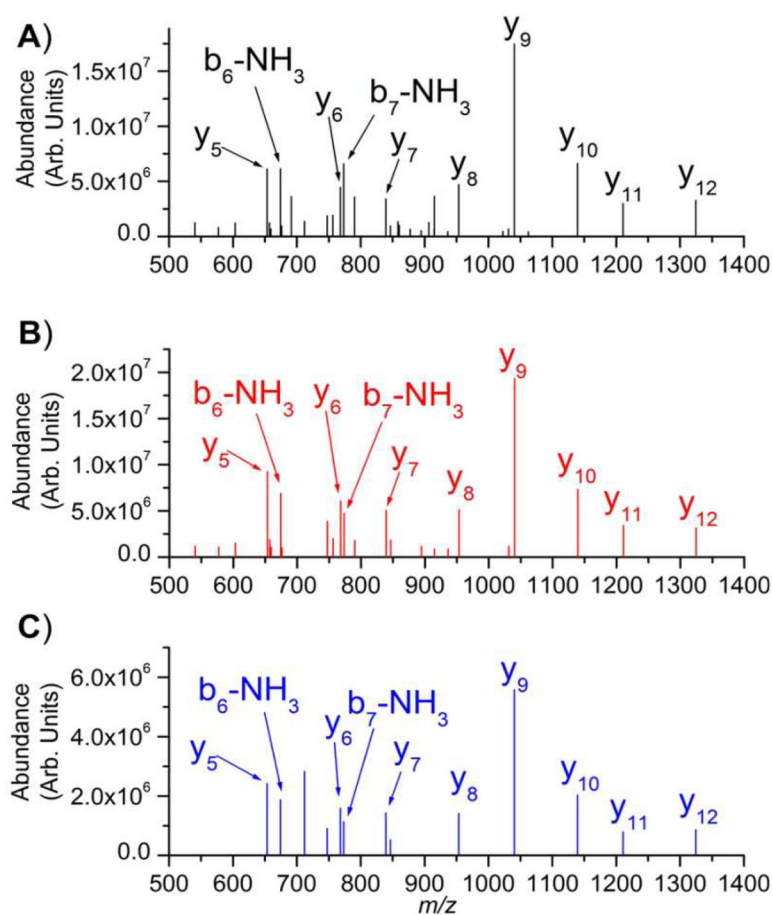 A)
Abundance
(Arb. Units)
1.5x10⁷
1.0x10⁷
5.0x10⁶
0.0
b₆-NH₃
y₅
y₆
b₇-NH₃
y₇
y₈
y₉
y₁₀
y₁₁
y₁₂
500 600 700 800 900 1000 1100 1200 1300 1400
B)
Abundance
(Arb. Units)
2.0x10⁷
1.5x10⁷
1.0x10⁷
5.0x10⁶
0.0
b₆-NH₃
y₅
y₆
b₇-NH₃
y₇
y₈
y₉
y₁₀
y₁₁
y₁₂
500 600 700 800 900 1000 1100 1200 1300 1400
C)
Abundance
(Arb. Units)
6.0x10⁶
4.0x10⁶
2.0x10⁶
0.0
b₆-NH₃
y₅
y₆
b₇-NH₃
y₇
y₈
y₉
y₁₀
y₁₁
y₁₂
500 600 700 800 900 1000 1100 1200 1300 1400
m/z